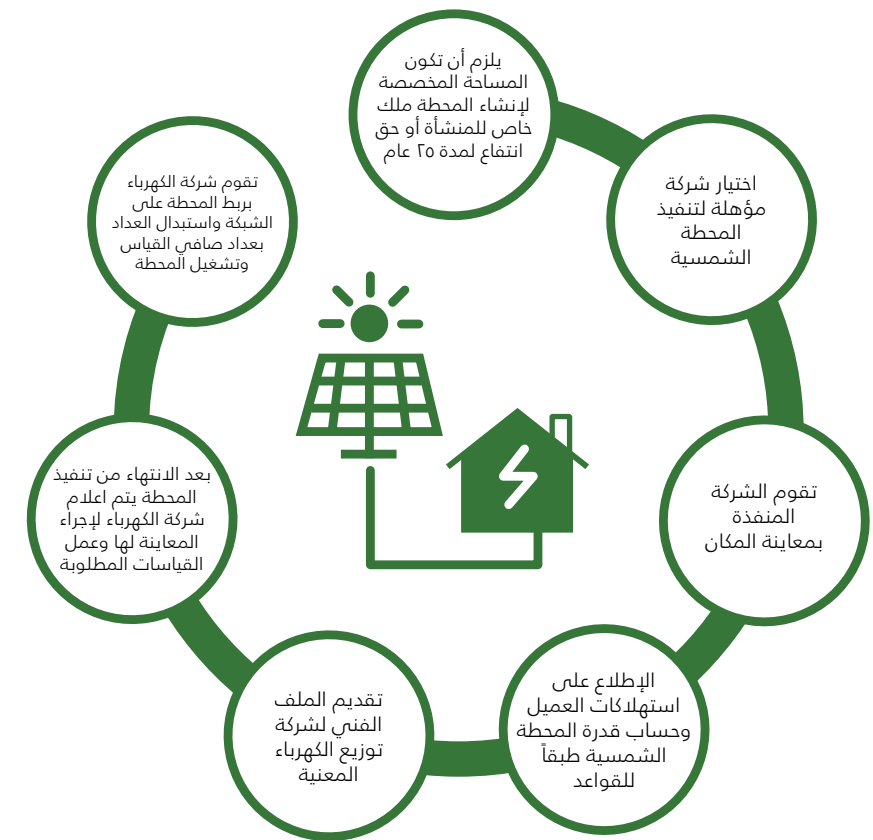 يلزم أن تكون
المساحة المخصصة
لإنشاء المحطة ملك
خاص للمنشأة أو حق
انتفاع لمدة ٢٥ عام
اختيار شركة
مؤهلة لتنفيذ
المحطة
الشمسية
تقوم الشركة
المنفذة
بمعاينة المكان
الإطلاع على
استهلاكات العميل
وحساب قدرة المحطة
الشمسية طبقاً
للقواعد
تقديم الملف
الفني لشركة
توزيع الكهرباء
المعنية
بعد الانتهاء من تنفيذ
المحطة يتم اعلام
شركة الكهرباء لإجراء
المعاينة لها وعمل
القياسات المطلوبة
تقوم شركة الكهرباء
بربط المحطة على
الشبكة واستبدال العداد
بعداد صافي القياس
وتشغيل المحطة